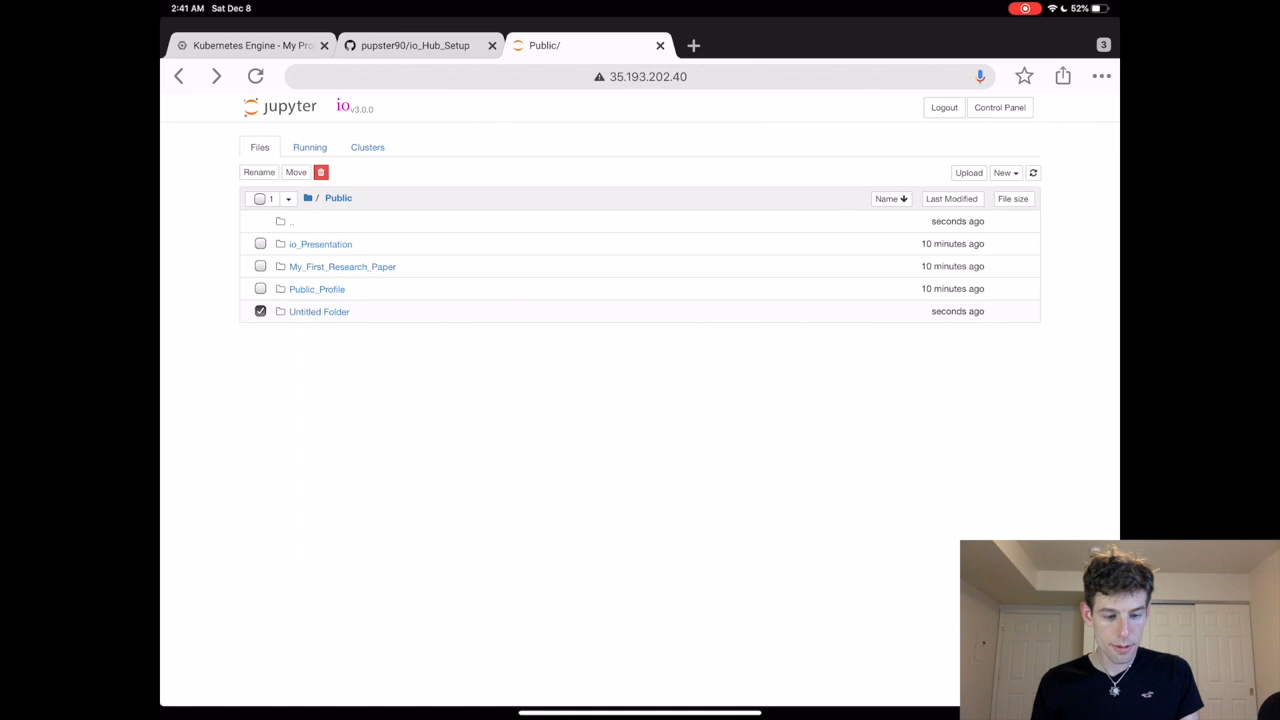 2:41 AM Sat Dec 8 52%
Kubernetes Engine - My Pro pupster90/io_Hub_Setup Public/ 3
35.193.202.40
jupyter io v3.0.0 Logout Control Panel
Files Running Clusters
Rename Move Upload New
1 / Public Name Last Modified File size
.. seconds ago
io_Presentation 10 minutes ago
My_First_Research_Paper 10 minutes ago
Public_Profile 10 minutes ago
Untitled Folder seconds ago